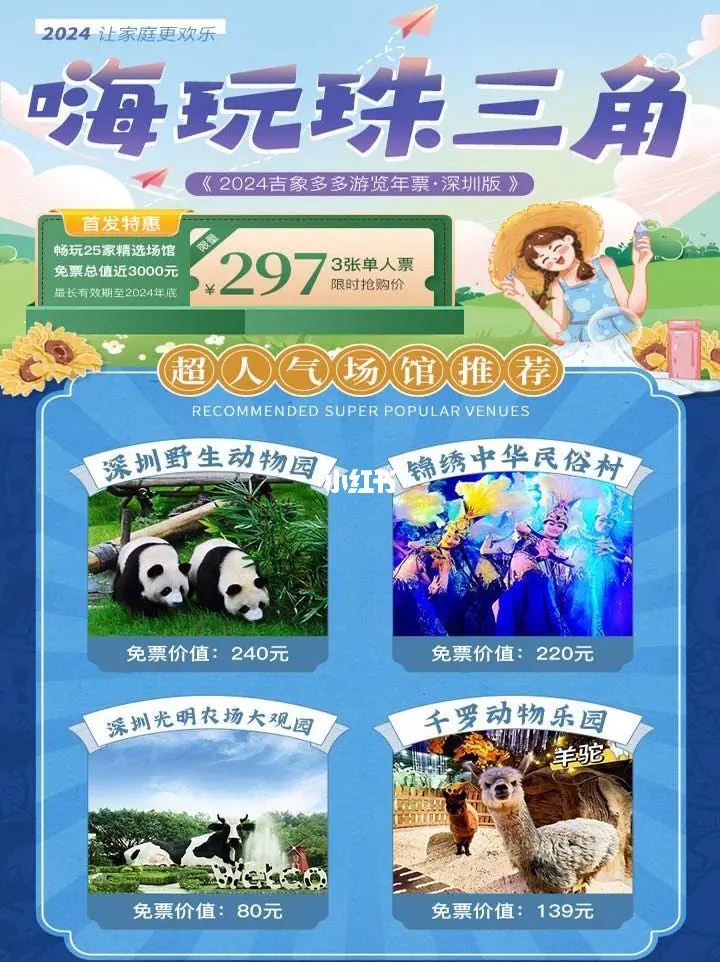 2024 让家庭更欢乐
嗨玩珠三角
《 2024吉象多多游览年票·深圳版 》
首发特惠
畅玩25家精选场馆
免票总值近3000元
最长有效期至2024年底
限量
¥297
3张单人票
限时抢购价
超人气场馆推荐
RECOMMENDED SUPER POPULAR VENUES
深圳野生动物园
锦绣中华民俗村
小红书
免票价值：240元
免票价值：220元
深圳光明农场大观园
千罗动物乐园
羊驼
Welco
免票价值：80元
免票价值：139元